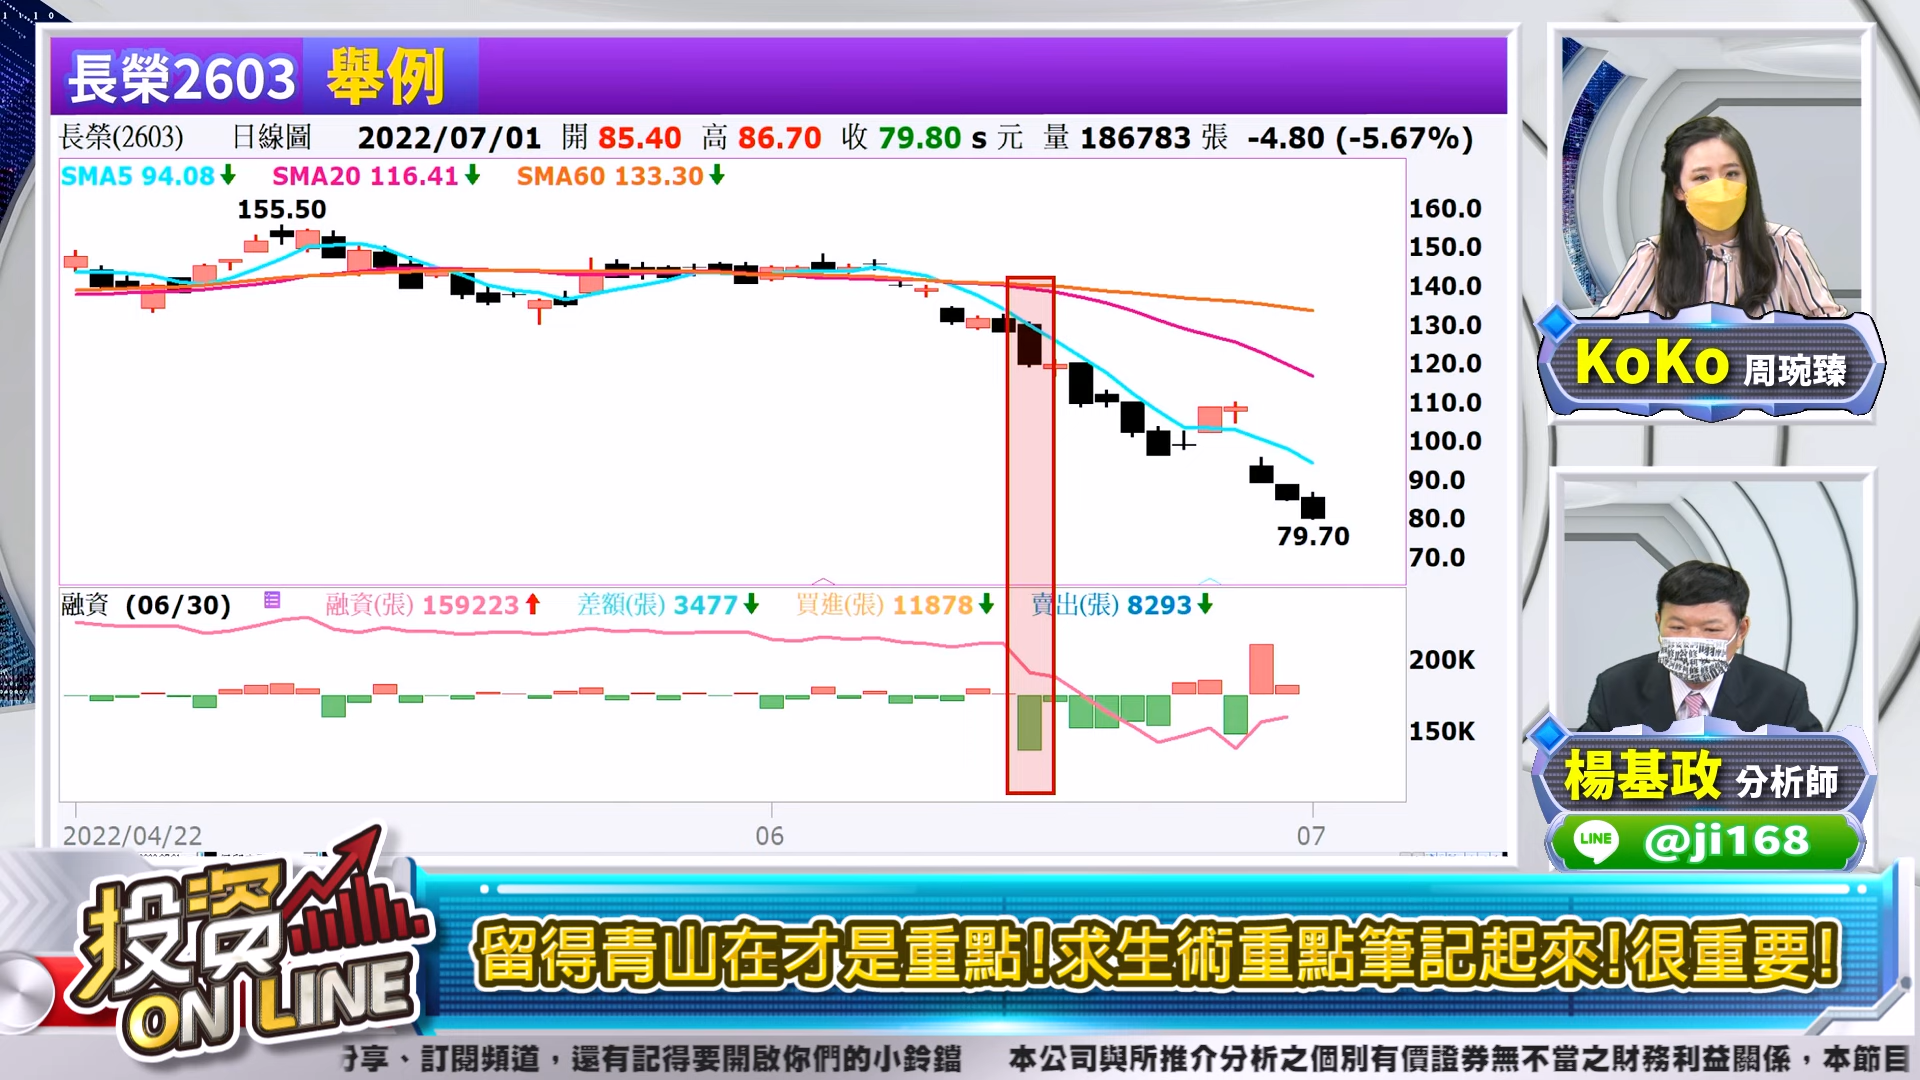 長榮2603 舉例
長榮(2603) 日線圖 2022/07/01 開 85.40 高 86.70 收 79.80 s 元 量 186783 張 -4.80 (-5.67%)
SMA5 94.08 SMA20 116.41 SMA60 133.30
155.50
160.0
150.0
140.0
130.0
120.0
110.0
100.0
90.0
80.0
70.0
79.70
融資 (06/30) 融資(張) 159223 差額(張) 3477 買進(張) 11878 賣出(張) 8293
200K
150K
2022/04/22 06 07
KoKo 周琬臻
楊基政 分析師
LINE @ji168
投資
ON LINE
留得青山在才是重點!求生術重點筆記起來!很重要!
分享、訂閱頻道，還有記得要開啟你們的小鈴鐺 本公司與所推介分析之個別有價證券無不當之財務利益關係，本節目